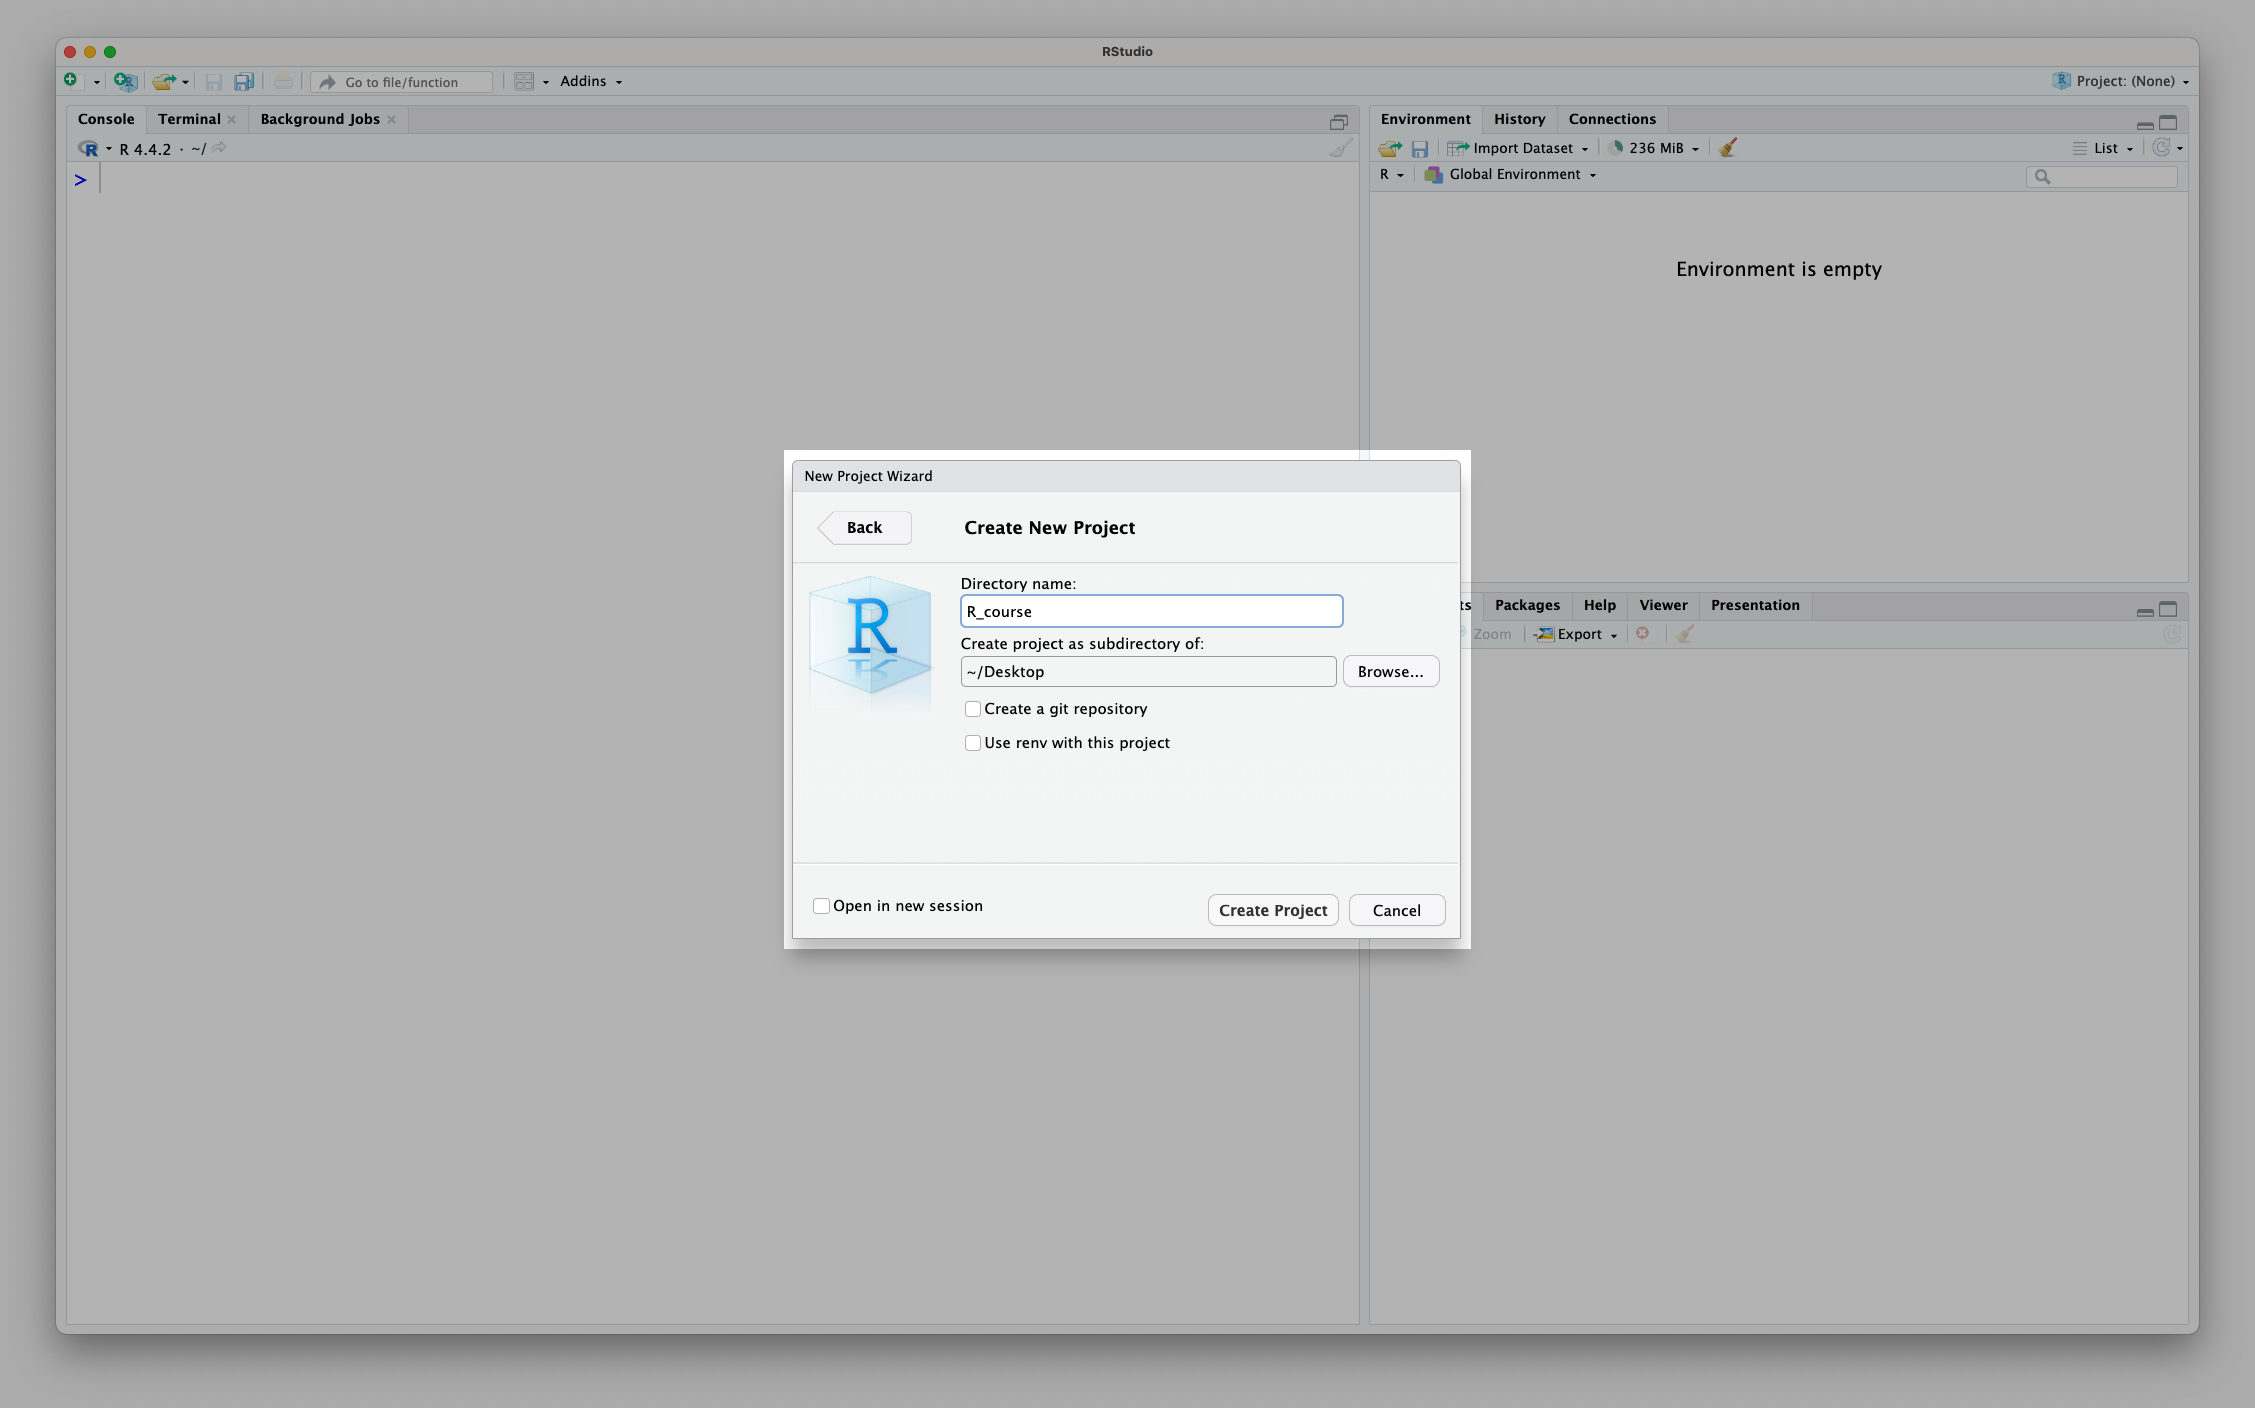 RStudio
Go to file/function
Addins
Project: (None)
Console Terminal Background Jobs
R 4.4.2 · ~/
>
Environment History Connections
Import Dataset 236 MiB List
R Global Environment
Environment is empty
New Project Wizard
Back Create New Project
R
Directory name:
R_course
Create project as subdirectory of:
~/Desktop Browse...
Create a git repository
Use renv with this project
Open in new session Create Project Cancel
ts Packages Help Viewer Presentation
Zoom Export